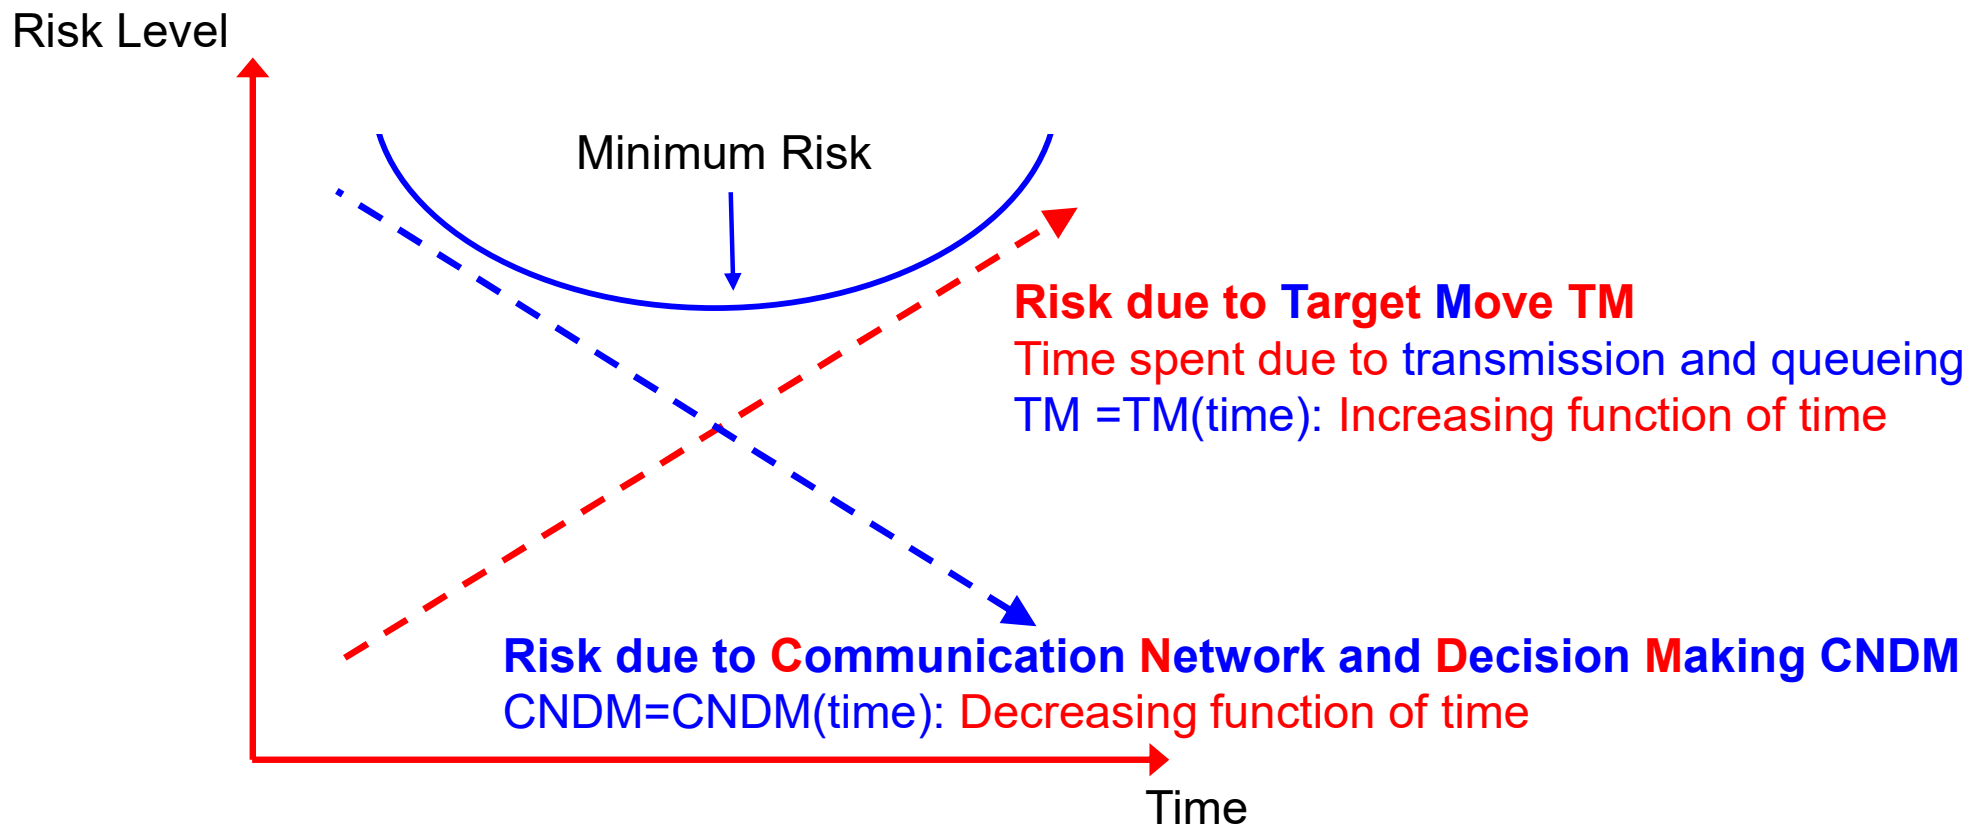 Risk Level
Minimum Risk
Risk due to Target Move TM
Time spent due to transmission and queueing
TM =TM(time): Increasing function of time
Risk due to Communication Network and Decision Making CNDM
CNDM=CNDM(time): Decreasing function of time
Time